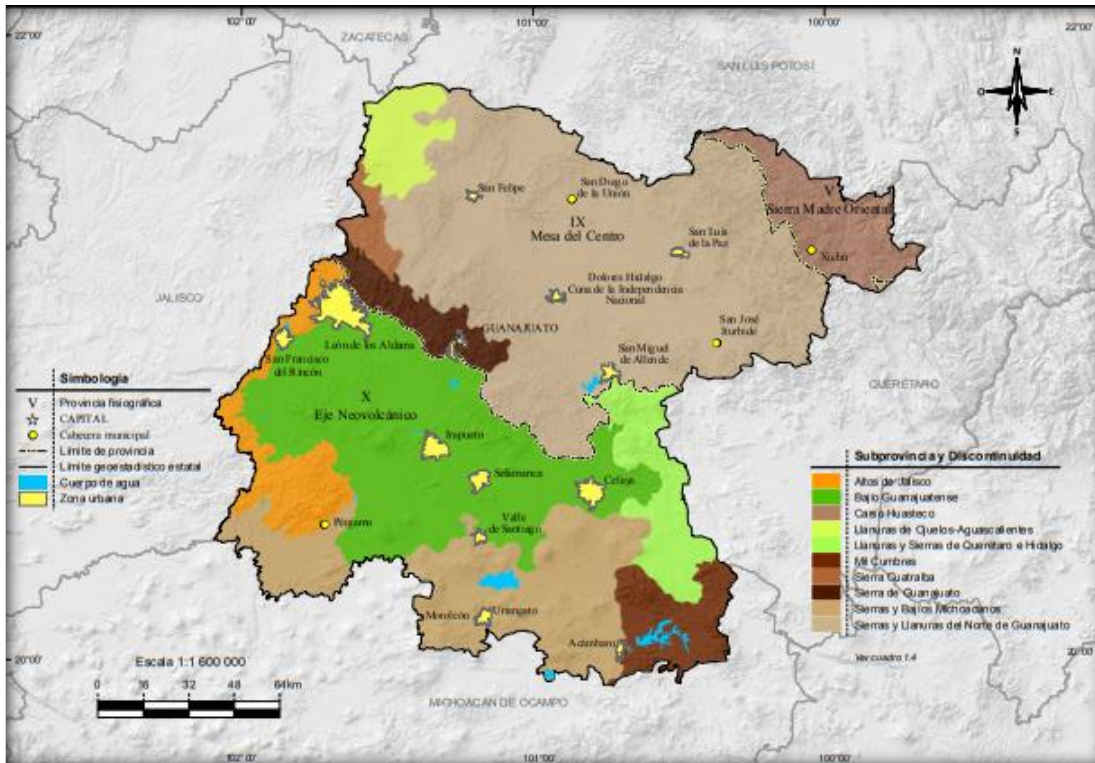 102°00'
101°00'
100°00'
22°00'
22°00'
ZACATECAS
SAN LUIS POTOSÍ
N
O
E
S
San Felipe
San Diego
de la Unión
IX
Mesa del Centro
V
Sierra Madre Oriental
San Luis
de la Paz
Xichú
Dolores Hidalgo
Cuna de la Independencia
Nacional
JALISCO
GUANAJUATO
San José
Iturbide
León de los Aldama
San Miguel
de Allende
San Francisco
del Rincón
QUERÉTARO
X
Eje Neovolcánico
Irapuato
Salamanca
Celaya
Pénjamo
Valle
de Santiago
Moroleón
Uriangato
Acámbaro
Simbología
V Provincia fisiográfica
CAPITAL
Cabecera municipal
Límite de provincia
Límite geoestadístico estatal
Cuerpo de agua
Zona urbana
Subprovincia y Discontinuidad
Altos de Jalisco
Bajío Guanajuatense
Carso Huasteco
Llanuras de Ojuelos-Aguascalientes
Llanuras y Sierras de Querétaro e Hidalgo
Mil Cumbres
Sierra Cuatralba
Sierra de Guanajuato
Sierras y Bajíos Michoacanos
Sierras y Llanuras del Norte de Guanajuato
Ver cuadro 1.4
20°00'
20°00'
Escala 1:1 600 000
0 16 32 48 64km
MICHOACÁN DE OCAMPO
102°00'
101°00'
100°00'